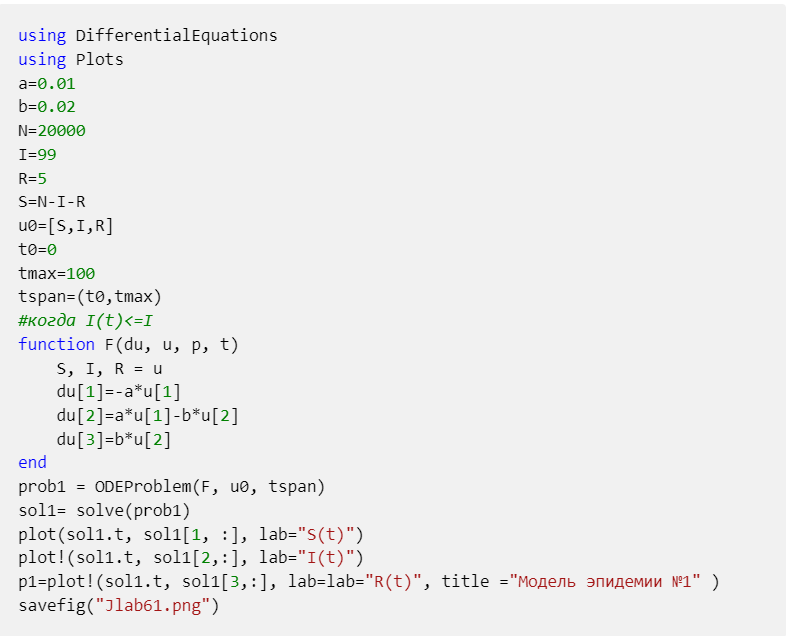 using DifferentialEquations
using Plots
a=0.01
b=0.02
N=20000
I=99
R=5
S=N-I-R
u0=[S,I,R]
t0=0
tmax=100
tspan=(t0,tmax)
#когда I(t)<=I
function F(du, u, p, t)
    S, I, R = u
    du[1]=-a*u[1]
    du[2]=a*u[1]-b*u[2]
    du[3]=b*u[2]
end
prob1 = ODEProblem(F, u0, tspan)
sol1= solve(prob1)
plot(sol1.t, sol1[1, :], lab="S(t)")
plot!(sol1.t, sol1[2,:], lab="I(t)")
p1=plot!(sol1.t, sol1[3,:], lab=lab="R(t)", title ="Модель эпидемии №1" )
savefig("Jlab61.png")